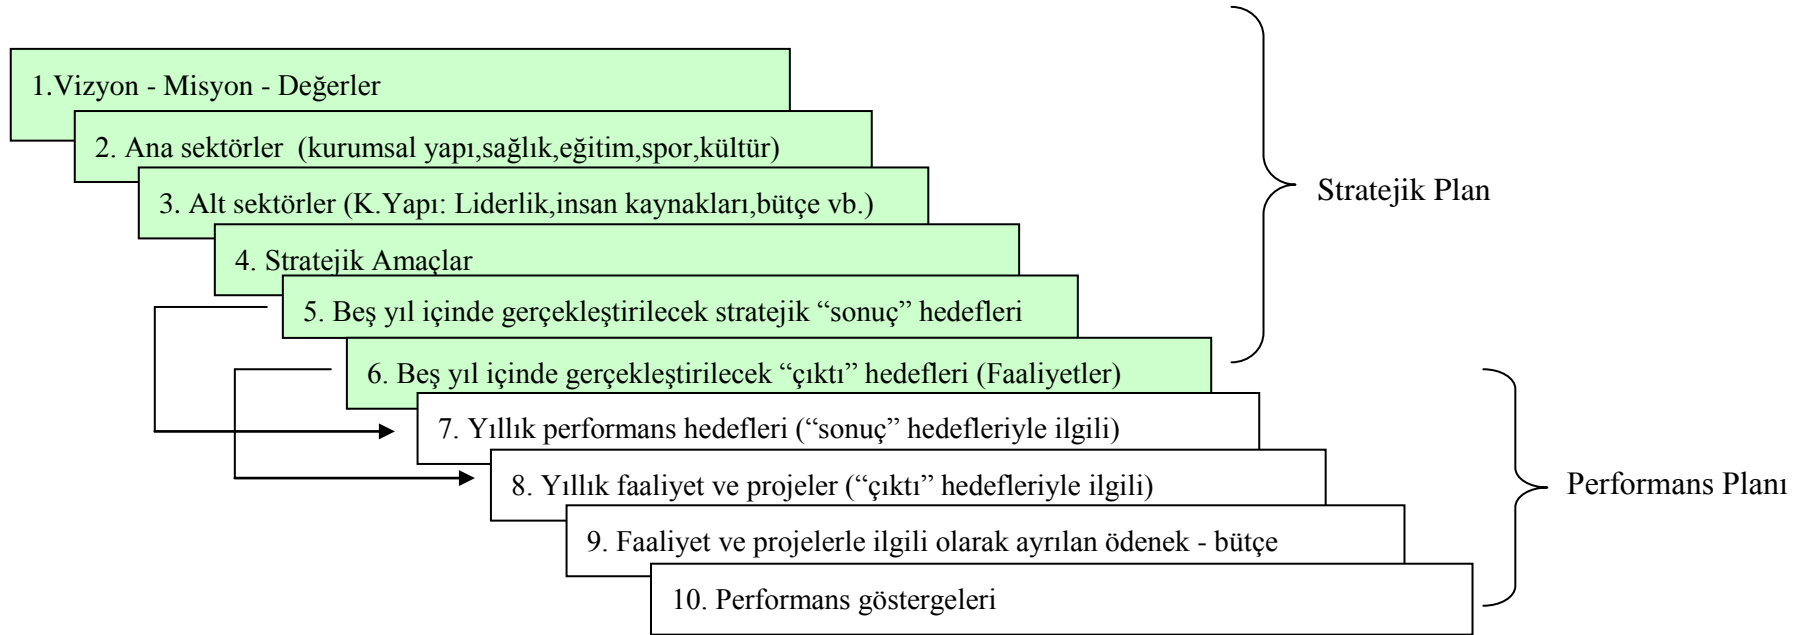 1.Vizyon - Misyon - Değerler
2. Ana sektörler (kurumsal yapı,sağlık,eğitim,spor,kültür)
3. Alt sektörler (K.Yapı: Liderlik,insan kaynakları,bütçe vb.)
Stratejik Plan
4. Stratejik Amaçlar
5. Beş yıl içinde gerçekleştirilecek stratejik “sonuç” hedefleri
6. Beş yıl içinde gerçekleştirilecek “çıktı” hedefleri (Faaliyetler)
7. Yıllık performans hedefleri (“sonuç” hedefleriyle ilgili)
8. Yıllık faaliyet ve projeler (“çıktı” hedefleriyle ilgili)
Performans Planı
9. Faaliyet ve projelerle ilgili olarak ayrılan ödenek - bütçe
10. Performans göstergeleri